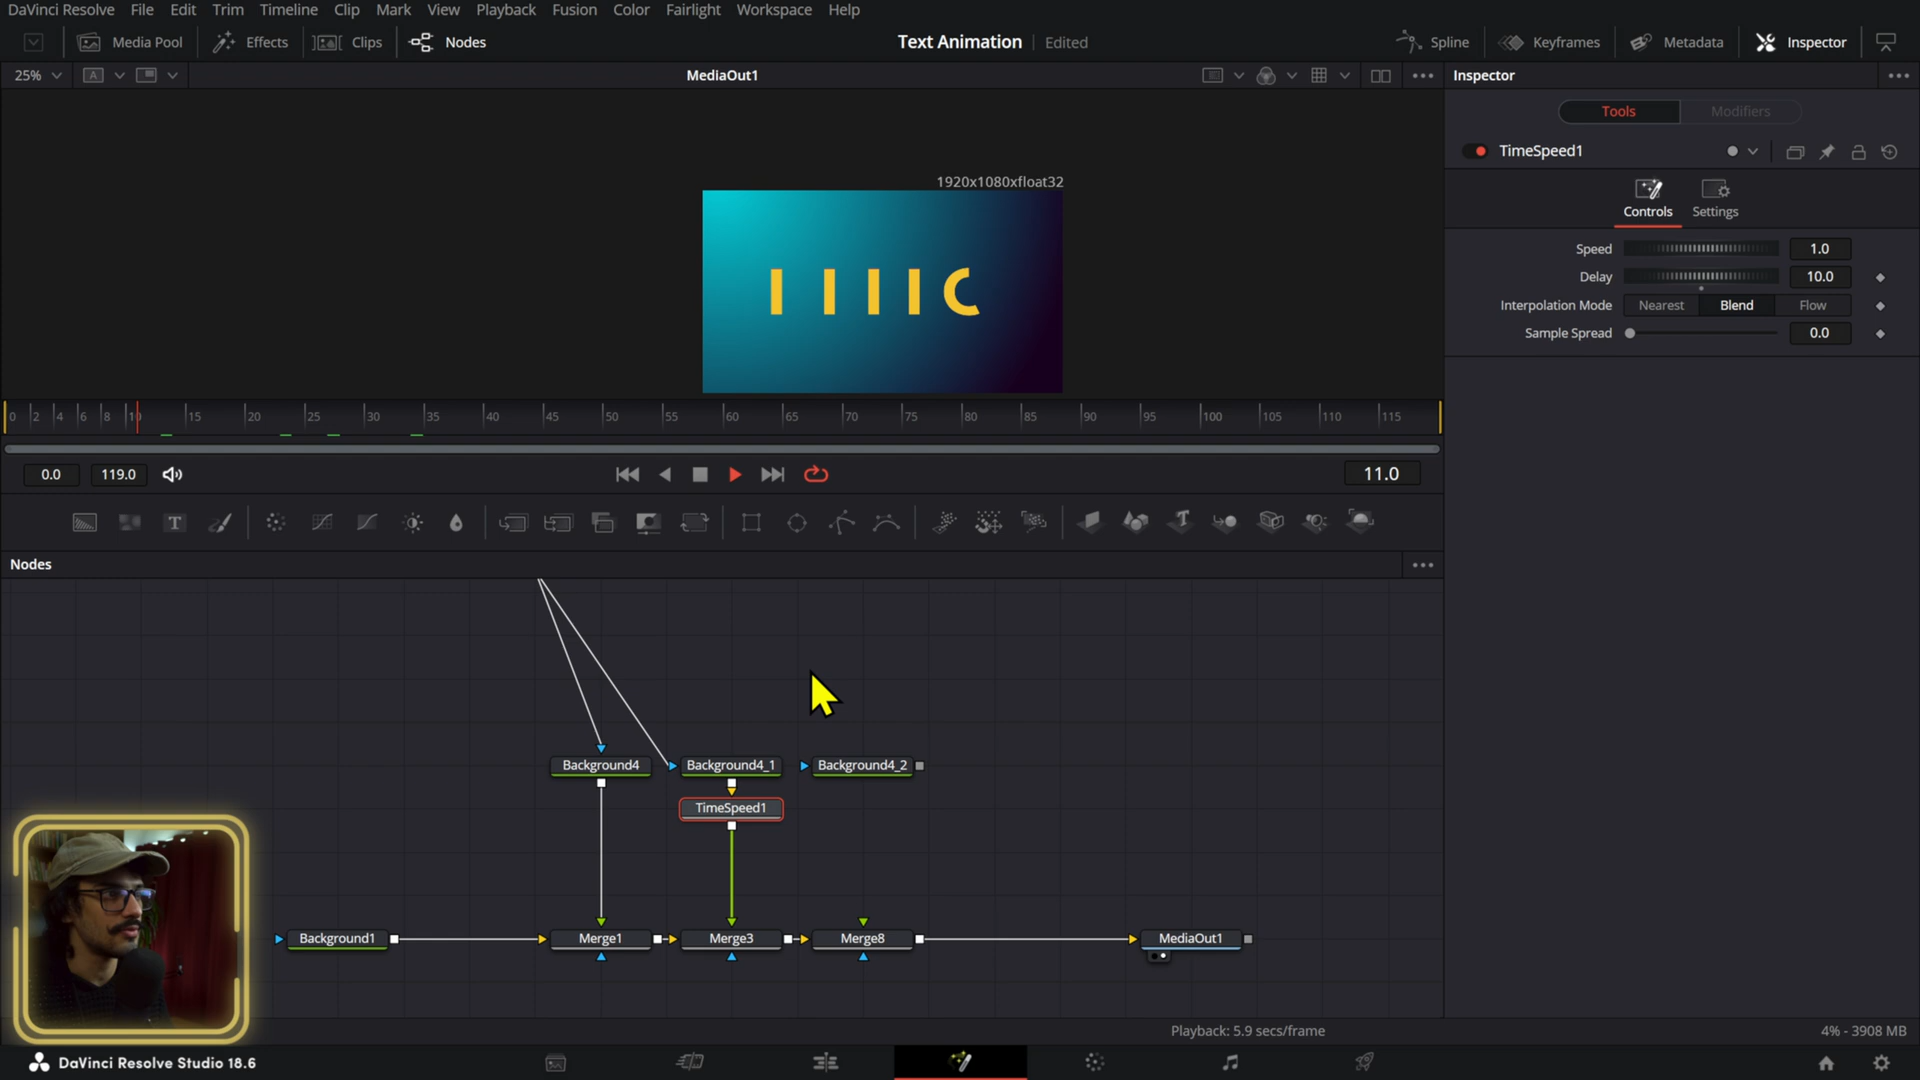 DaVinci Resolve File Edit Trim Timeline Clip Mark View Playback Fusion Color Fairlight Workspace Help
Media Pool Effects Clips Nodes Text Animation Edited Spline Keyframes Metadata Inspector
25% A MediaOut1 Inspector
Tools Modifiers
TimeSpeed1
1920x1080xfloat32
IIIIC
Controls Settings
Speed 1.0
Delay 10.0
Interpolation Mode Nearest Blend Flow
Sample Spread 0.0
0 2 4 6 8 10 15 20 25 30 35 40 45 50 55 60 65 70 75 80 85 90 95 100 105 110 115
0.0 119.0 11.0
T T
Nodes
Background4 Background4_1 Background4_2
TimeSpeed1
Background1 Merge1 Merge3 Merge8 MediaOut1
Playback: 5.9 secs/frame 4% - 3908 MB
DaVinci Resolve Studio 18.6